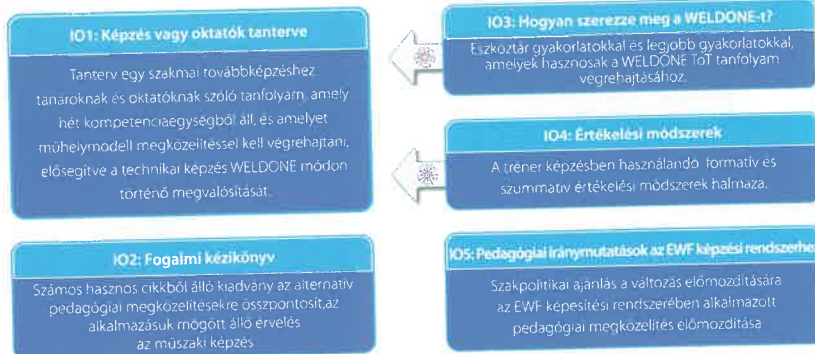 IO1: Képzés vagy oktatók tanterve
Tanterv egy szakmai továbbképzéshez
tanároknak és oktatóknak szóló tanfolyam, amely
hét kompetenciaegységből áll, és amelyet
műhelymodell megközelítéssel kell végrehajtani,
elősegítve a technikai képzés WELDONE módon
történő megvalósítását.
IO2: Fogalmi kézikönyv
Számos hasznos cikkből álló kiadvány az alternatív
pedagógiai megközelítésekre összpontosít,az
alkalmazásuk mögött álló érvelés
az műszaki képzés
IO3: Hogyan szerezze meg a WELDONE-t?
Eszköztár gyakorlatokkal és legjobb gyakorlatokkal,
amelyek hasznosak a WELDONE ToT tanfolyam
végrehajtásához.
IO4: Értékelési módszerek
A tréner képzésben használandó formatív és
szummatív értékelési módszerek halmaza.
IO5: Pedagógiai iránymutatások az EWF képzési rendszerhez
Szakpolitikai ajánlás a változás előmozdítására
az EWF képesítési rendszerében alkalmazott
pedagógiai megközelítés előmozdítása